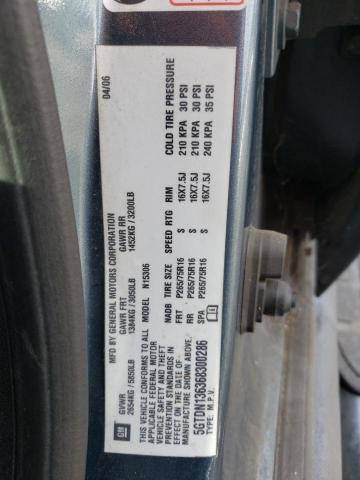 MFD BY GENERAL MOTORS CORPORATION 04/06
GVWR GAWR FRT GAWR RR
2654KG / 5850LB 1384KG / 3050LB 1452KG / 3200LB
THIS VEHICLE CONFORMS TO ALL
APPLICABLE FEDERAL MOTOR
VEHICLE SAFETY AND THEFT
PREVENTION STANDARDS IN
EFFECT ON THE DATE OF
MANUFACTURE SHOWN ABOVE.
5GTDN136368300286
TYPE: M.P.V.
MODEL N15306
NADB TIRE SIZE SPEED RTG RIM COLD TIRE PRESSURE
FRT P265/75R16 S 16X7.5J 210 KPA 30 PSI
RR P265/75R16 S 16X7.5J 210 KPA 30 PSI
SPA P265/75R16 S 16X7.5J 240 KPA 35 PSI
GM